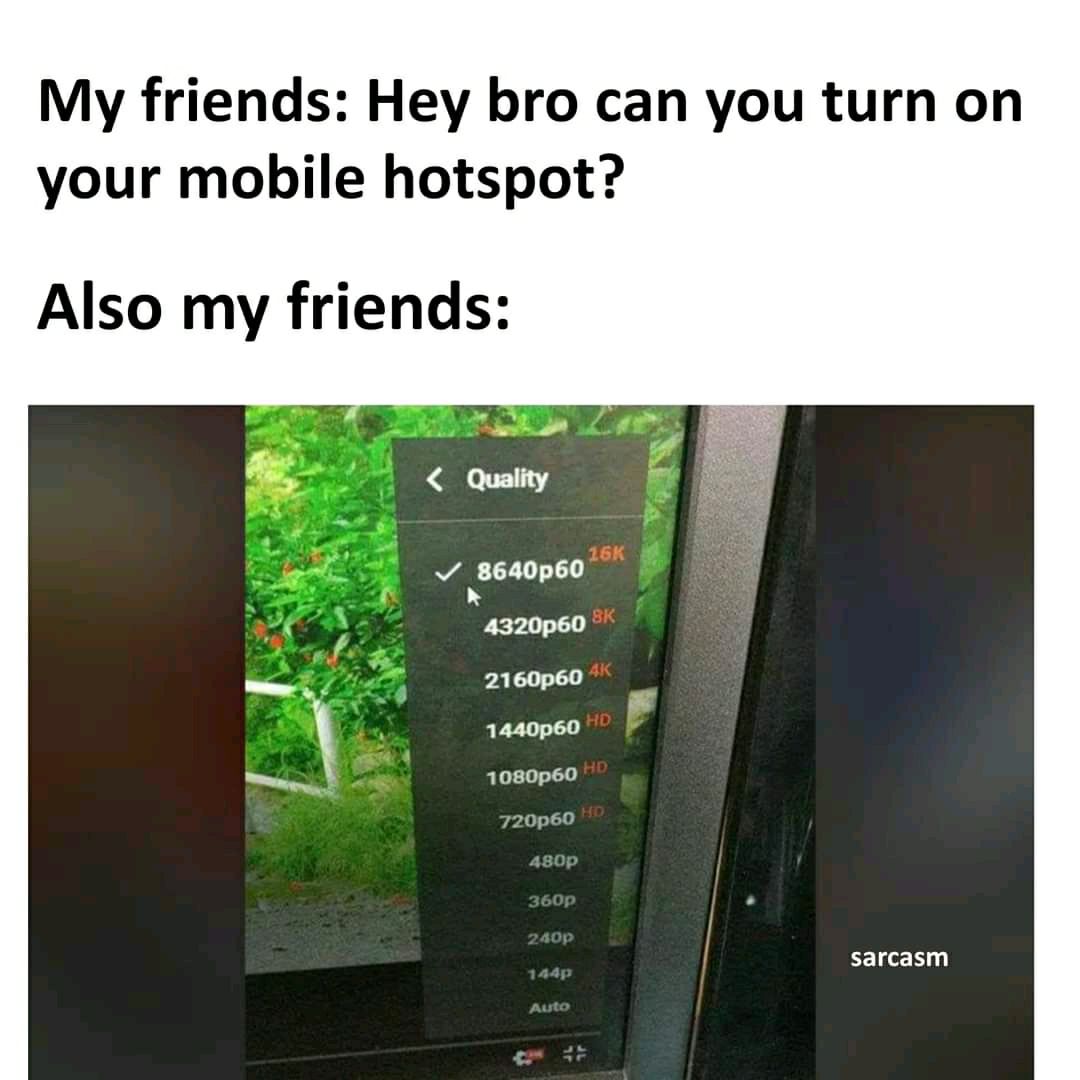 My friends: Hey bro can you turn on
your mobile hotspot?
Also my friends:
Quality
8640p60 16K
4320p60 8K
2160p60 4K
1440p60 HD
1080p60 HD
720p60 HD
480p
360p
240p
144p
Auto
sarcasm